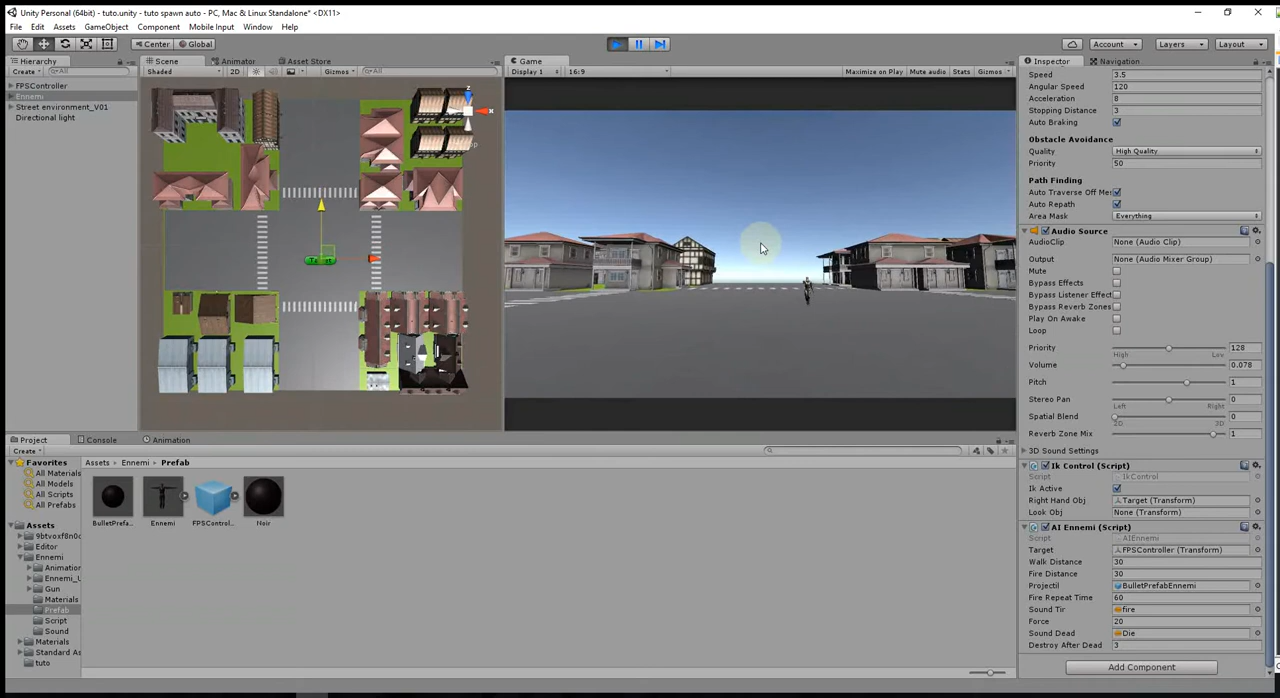 Unity Personal (64bit) - tuto.unity - tuto spawn auto - PC, Mac & Linux Standalone* <DX11>
File Edit Assets GameObject Component Mobile Input Window Help
Center Global Account Layers Layout
Hierarchy Scene Animator Asset Store Game Inspector Navigation
Create All Shaded 2D Gizmos All Display 1 16:9 Maximize on Play Mute audio Stats Gizmos
FPSController
Ennemi
Street environment_V01
Directional light
Speed 3.5
Angular Speed 120
Acceleration 8
Stopping Distance 3
Auto Braking
Obstacle Avoidance
Quality High Quality
Priority 50
Path Finding
Auto Traverse Off Me
Auto Repath
Area Mask Everything
Audio Source
AudioClip None (Audio Clip)
Output None (Audio Mixer Group)
Mute
Bypass Effects
Bypass Listener Effect
Bypass Reverb Zones
Play On Awake
Loop
Priority 128
High Low
Volume 0.078
Pitch 1
Stereo Pan 0
Left Right
Spatial Blend 0
2D 3D
Reverb Zone Mix 1
3D Sound Settings
Ik Control (Script)
Script IkControl
Ik Active
Right Hand Obj Target (Transform)
Look Obj None (Transform)
AI Ennemi (Script)
Script AIEnnemi
Target FPSController (Transform)
Walk Distance 30
Fire Distance 30
Projectil BulletPrefabEnnemi
Fire Repeat Time 60
Sound Tir fire
Force 20
Sound Dead Die
Destroy After Dead 3
Add Component
Project Console Animation
Create
Favorites
All Materials
All Models
All Scripts
All Prefabs
Assets
9btvoxf8n0c
Editor
Ennemi
Animation
Ennemi_U
Gun
Materials
Prefab
Script
Sound
Materials
Standard As
tuto
Assets Ennemi Prefab
BulletPrefa... Ennemi FPSControl... Noir